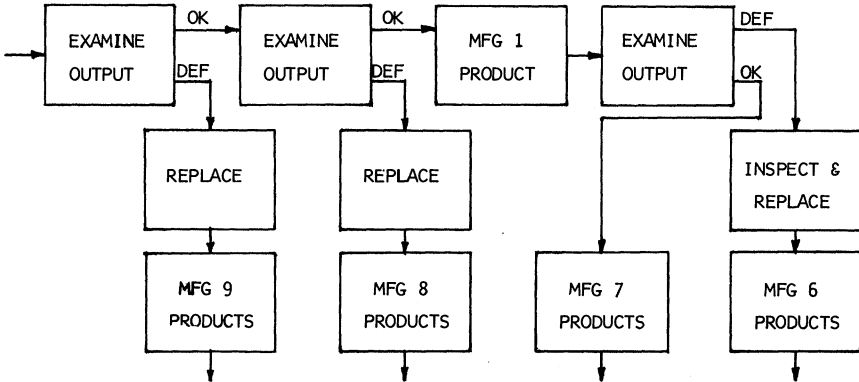 OK
EXAMINE
OUTPUT
DEF
OK
EXAMINE
OUTPUT
DEF
MFG 1
PRODUCT
EXAMINE
OUTPUT
DEF
OK
REPLACE
REPLACE
INSPECT &
REPLACE
MFG 9
PRODUCTS
MFG 8
PRODUCTS
MFG 7
PRODUCTS
MFG 6
PRODUCTS